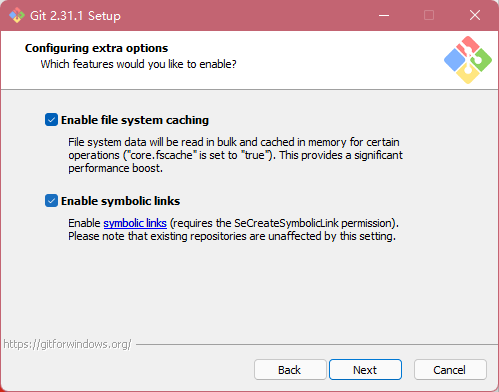 Git 2.31.1 Setup
Configuring extra options
Which features would you like to enable?
Enable file system caching
File system data will be read in bulk and cached in memory for certain
operations ("core.fscache" is set to "true"). This provides a significant
performance boost.
Enable symbolic links
Enable symbolic links (requires the SeCreateSymbolicLink permission).
Please note that existing repositories are unaffected by this setting.
https://gitforwindows.org/
Back Next Cancel